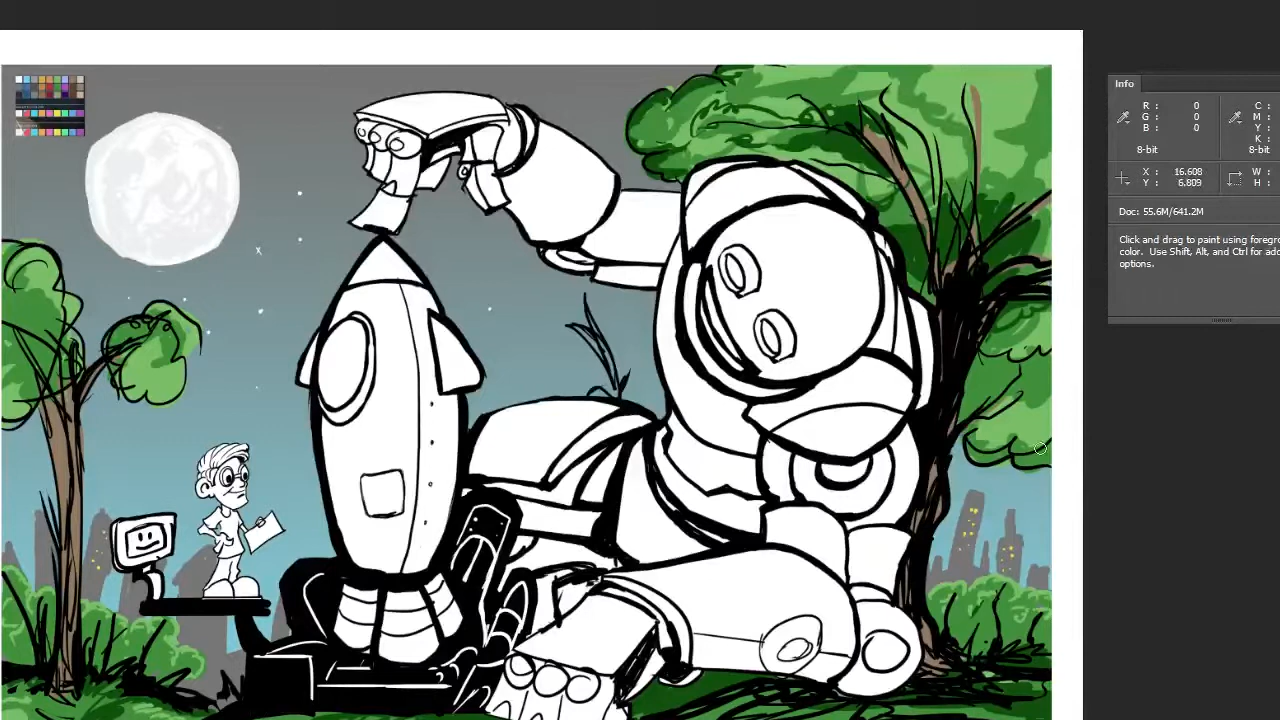 Info
R : 0
G : 0
B : 0
8-bit
C :
M :
Y :
K :
8-bit
X : 16.608
Y : 6.809
W :
H :
Doc: 55.6M/641.2M
Click and drag to paint using foregro
color. Use Shift, Alt, and Ctrl for add
options.